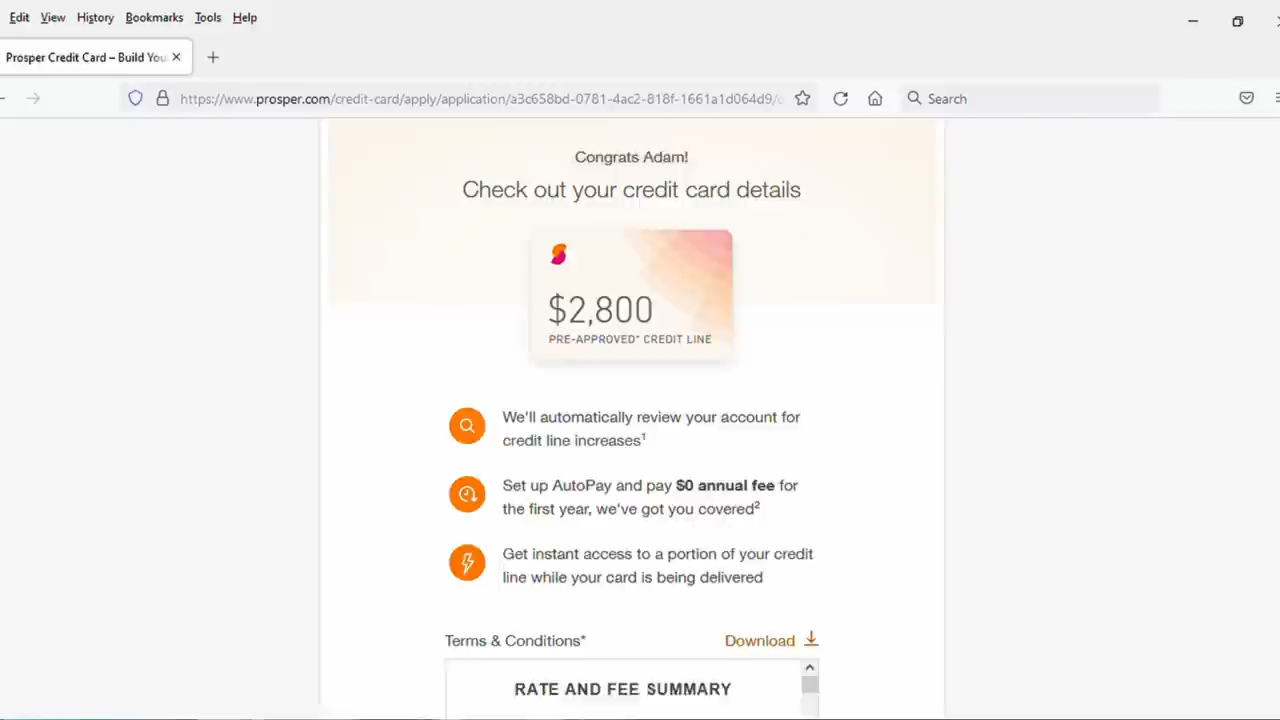 Edit View History Bookmarks Tools Help
Prosper Credit Card – Build You
https://www.prosper.com/credit-card/apply/application/a3c658bd-0781-4ac2-818f-1661a1d064d9/
Search
Congrats Adam!
Check out your credit card details
$2,800
PRE-APPROVED* CREDIT LINE
We'll automatically review your account for
credit line increases¹
Set up AutoPay and pay $0 annual fee for
the first year, we've got you covered²
Get instant access to a portion of your credit
line while your card is being delivered
Terms & Conditions*
Download
RATE AND FEE SUMMARY